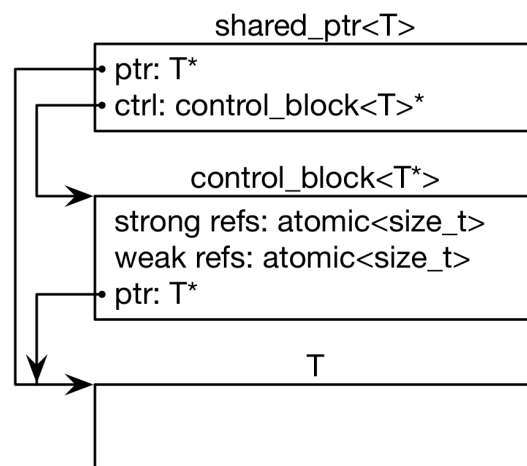 shared_ptr<T>
ptr: T*
ctrl: control_block<T>*
control_block<T*>
strong refs: atomic<size_t>
weak refs: atomic<size_t>
ptr: T*
T